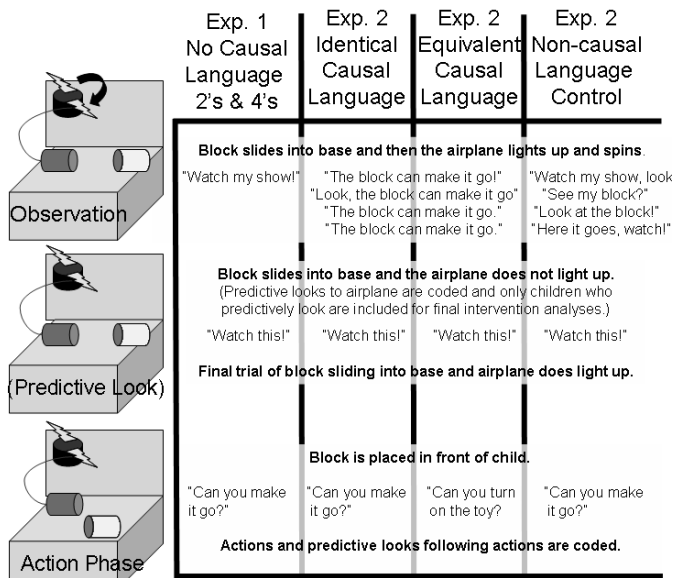 Exp. 1
No Causal
Language
2's & 4's
Exp. 2
Identical
Causal
Language
Exp. 2
Equivalent
Causal
Language
Exp. 2
Non-causal
Language
Control
Observation
Block slides into base and then the airplane lights up and spins.
"Watch my show!"
"The block can make it go!"
"Look, the block can make it go"
"The block can make it go."
"The block can make it go."
"Watch my show, look
"See my block?"
"Look at the block!"
"Here it goes, watch!"
(Predictive Look)
Block slides into base and the airplane does not light up.
(Predictive looks to airplane are coded and only children who
predictively look are included for final intervention analyses.)
"Watch this!" "Watch this!" "Watch this!" "Watch this!"
Final trial of block sliding into base and airplane does light up.
Action Phase
Block is placed in front of child.
"Can you make
it go?"
"Can you make
it go?"
"Can you turn
on the toy?
"Can you make
it go?"
Actions and predictive looks following actions are coded.